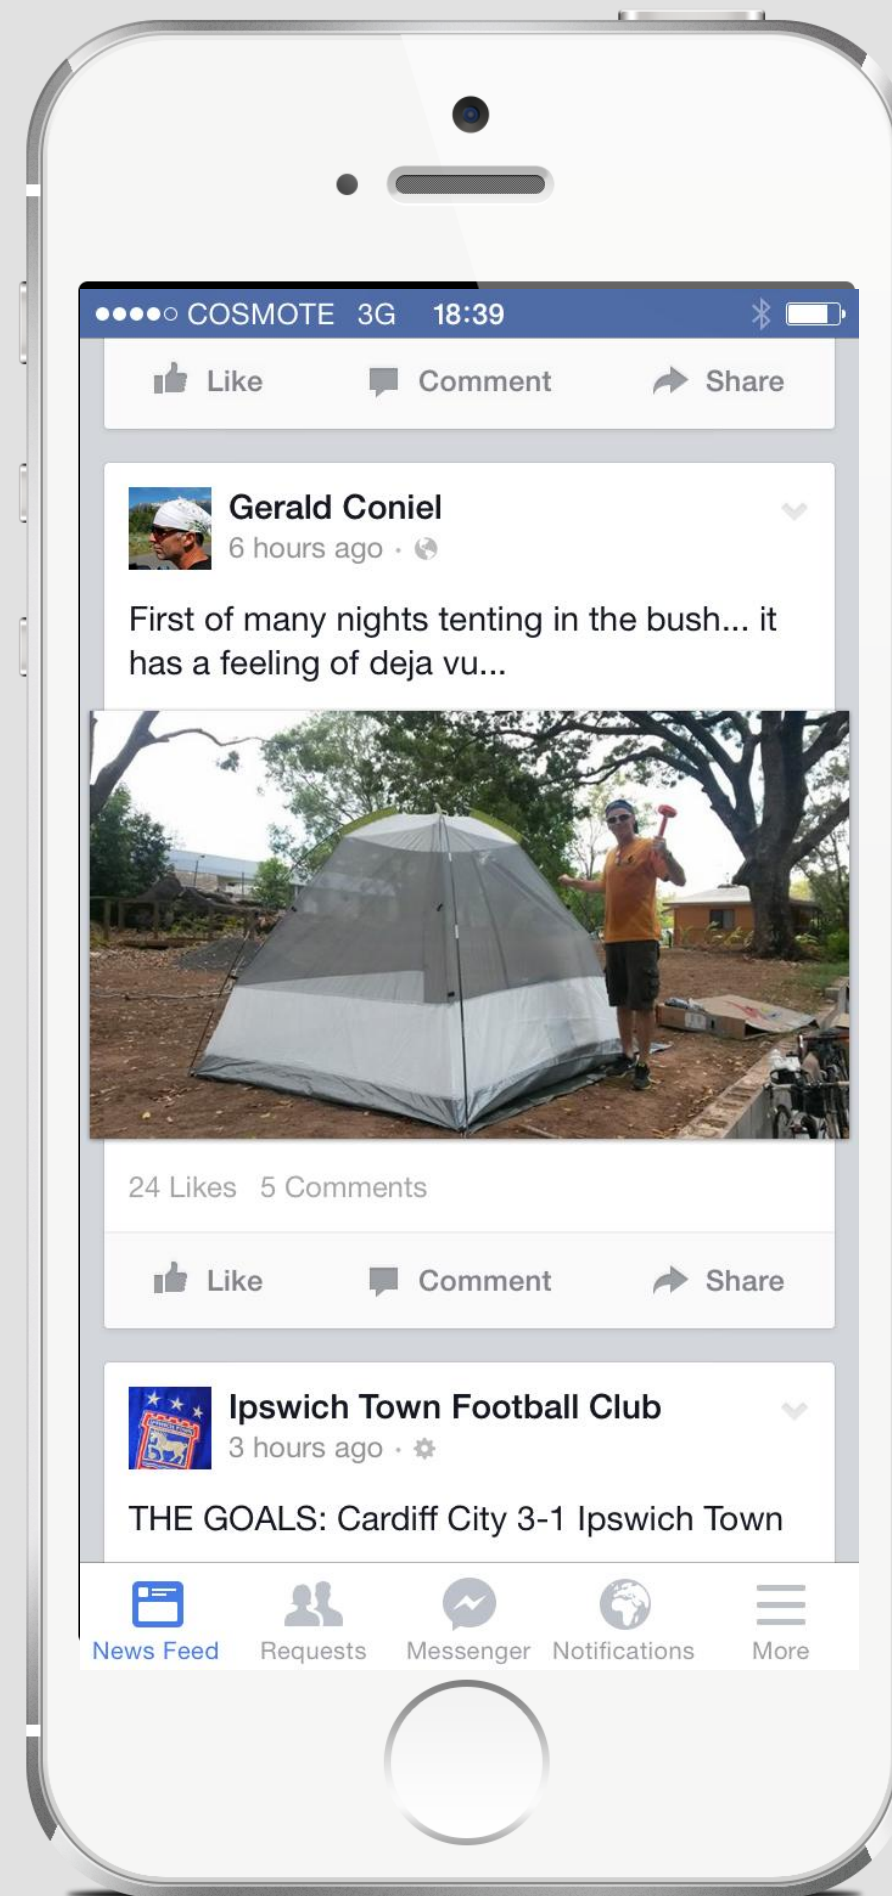 COSMOTE 3G 18:39
Like Comment Share
Gerald Coniel
6 hours ago ·
First of many nights tenting in the bush... it
has a feeling of deja vu...
24 Likes 5 Comments
Like Comment Share
Ipswich Town Football Club
3 hours ago ·
THE GOALS: Cardiff City 3-1 Ipswich Town
News Feed Requests Messenger Notifications More